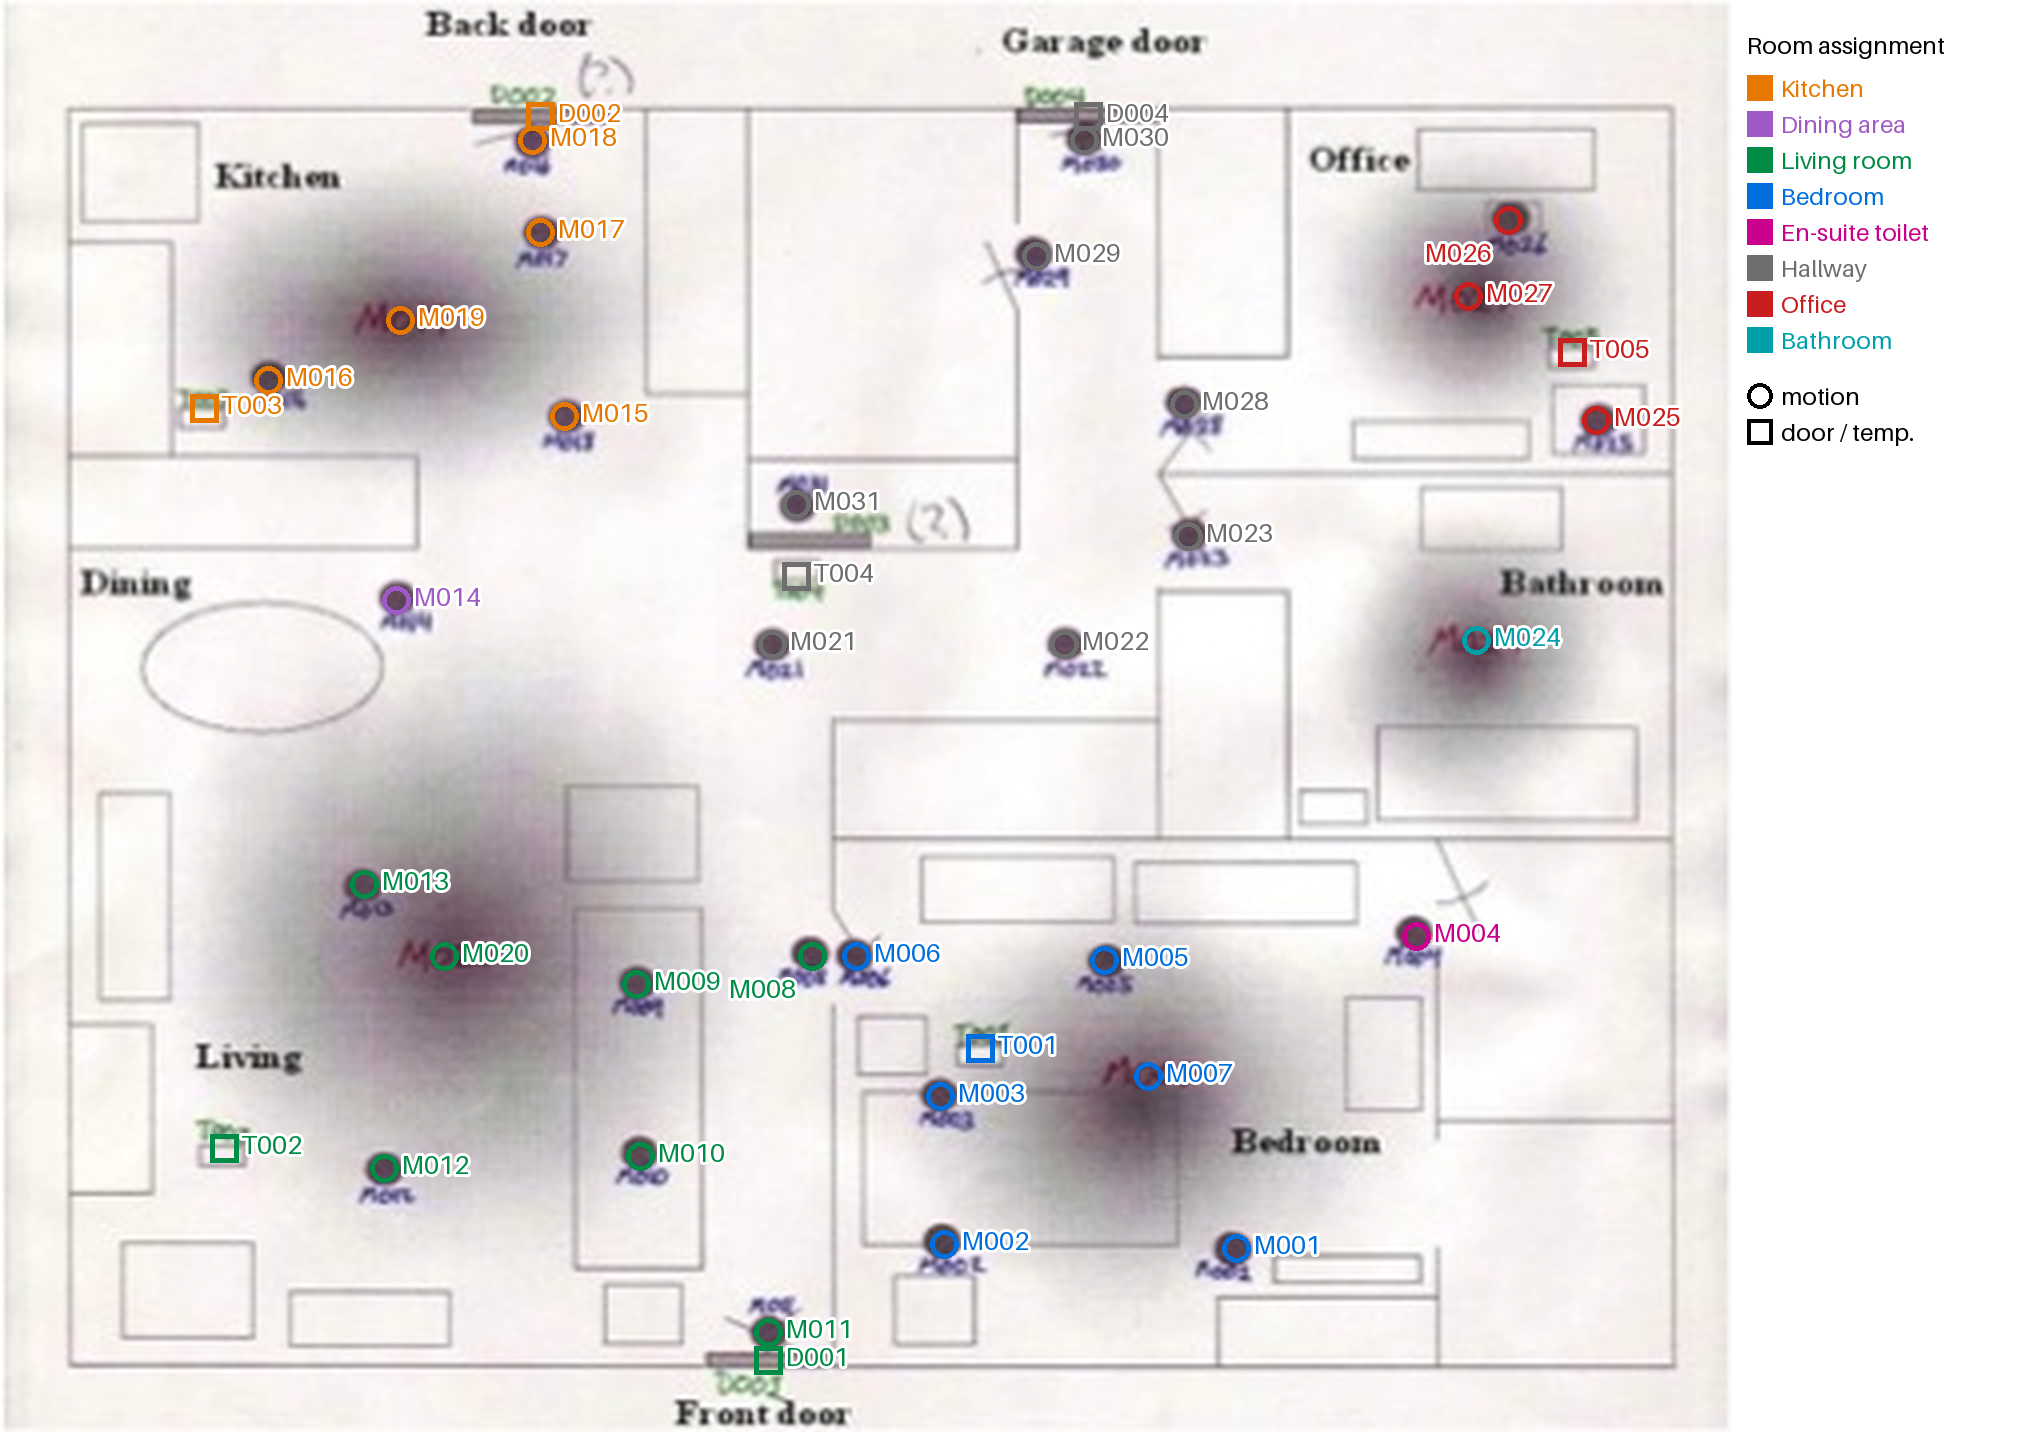 Back door
Garage door
Room assignment
Kitchen
Dining area
Living room
Bedroom
En-suite toilet
Hallway
Office
Bathroom
motion
door / temp.
(?)
D002
D002
M018
D004
D004
M030
Kitchen
Office
M017
M029
M026
M027
M019
T005
M016
T003
M015
M028
M025
M031
D003 (?)
M023
T004
Dining
Bathroom
M014
M021
M022
M024
M013
M020
M009
M008
M006
M005
M004
T001
M007
M003
Living
T002
M012
M010
Bedroom
M002
M001
M011
D001
Front door